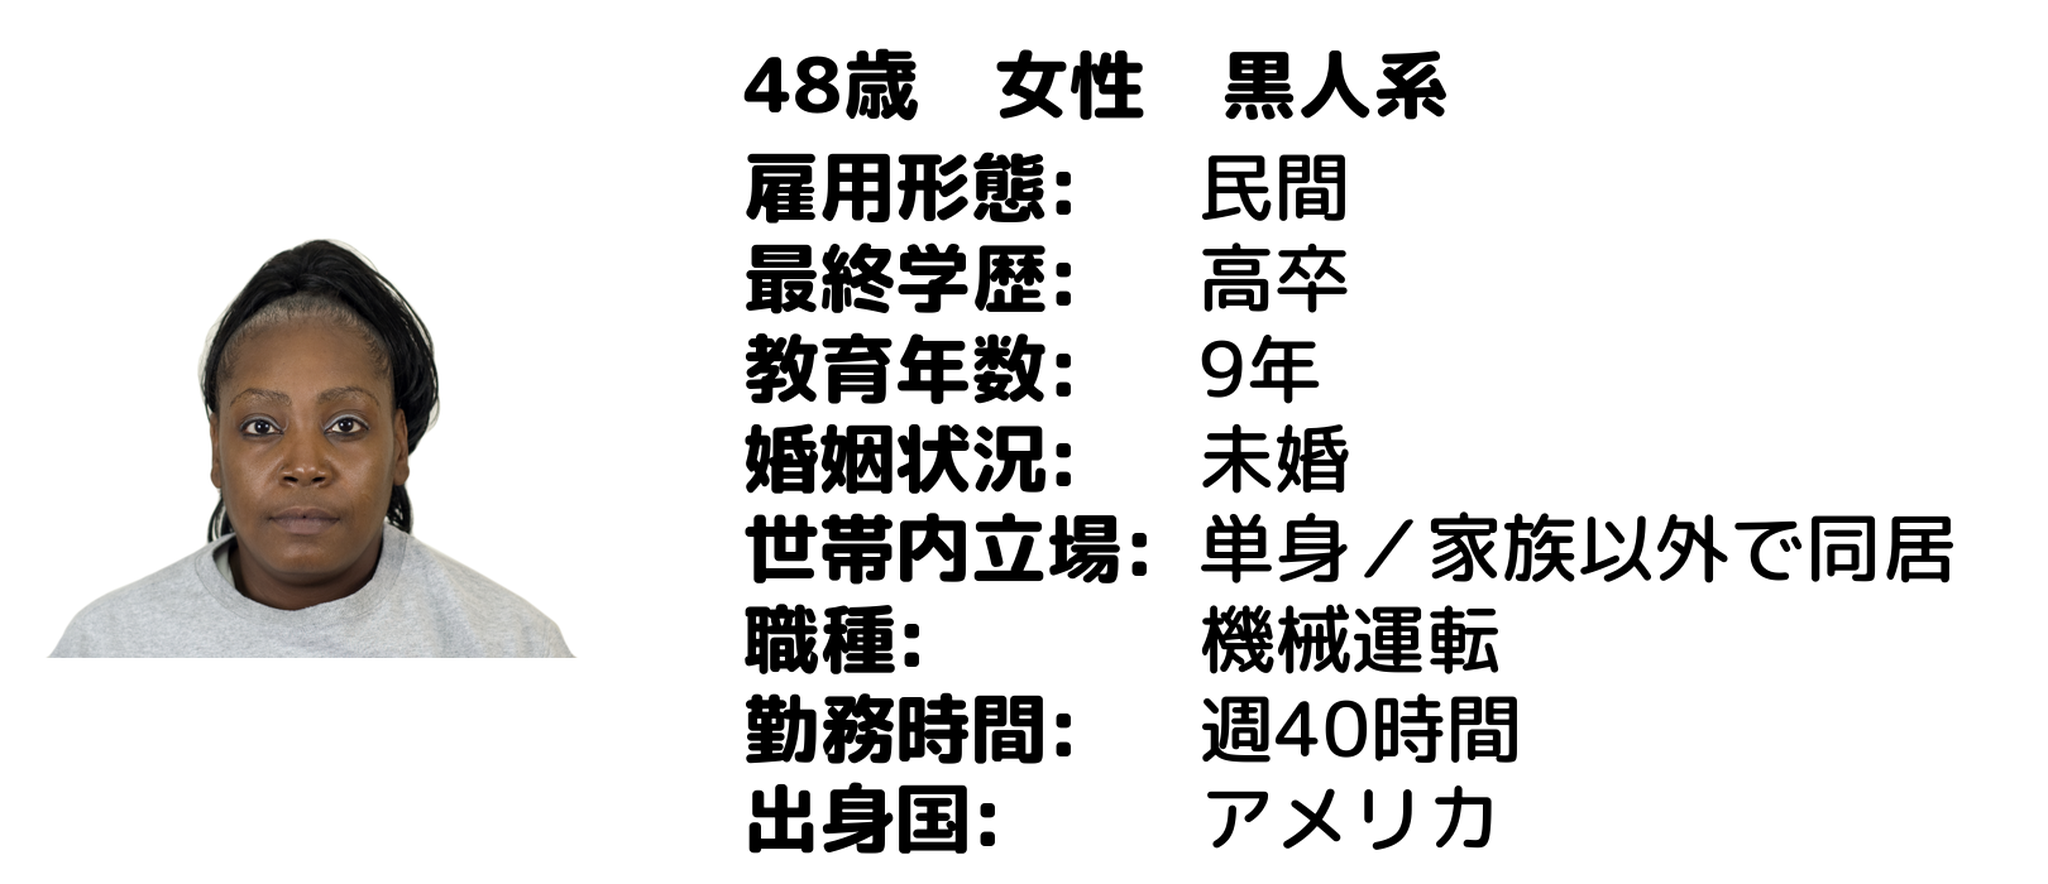 48歳　女性　黒人系
雇用形態:　民間
最終学歴:　高卒
教育年数:　9年
婚姻状況:　未婚
世帯内立場:　単身／家族以外で同居
職種:　機械運転
勤務時間:　週40時間
出身国:　アメリカ